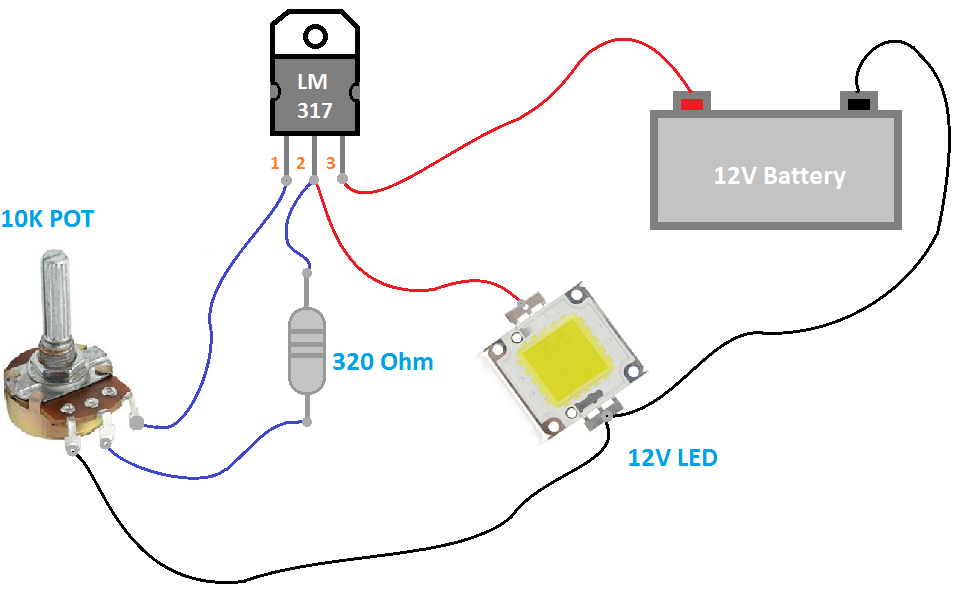 LM
317
1 2 3
12V Battery
10K POT
320 Ohm
12V LED